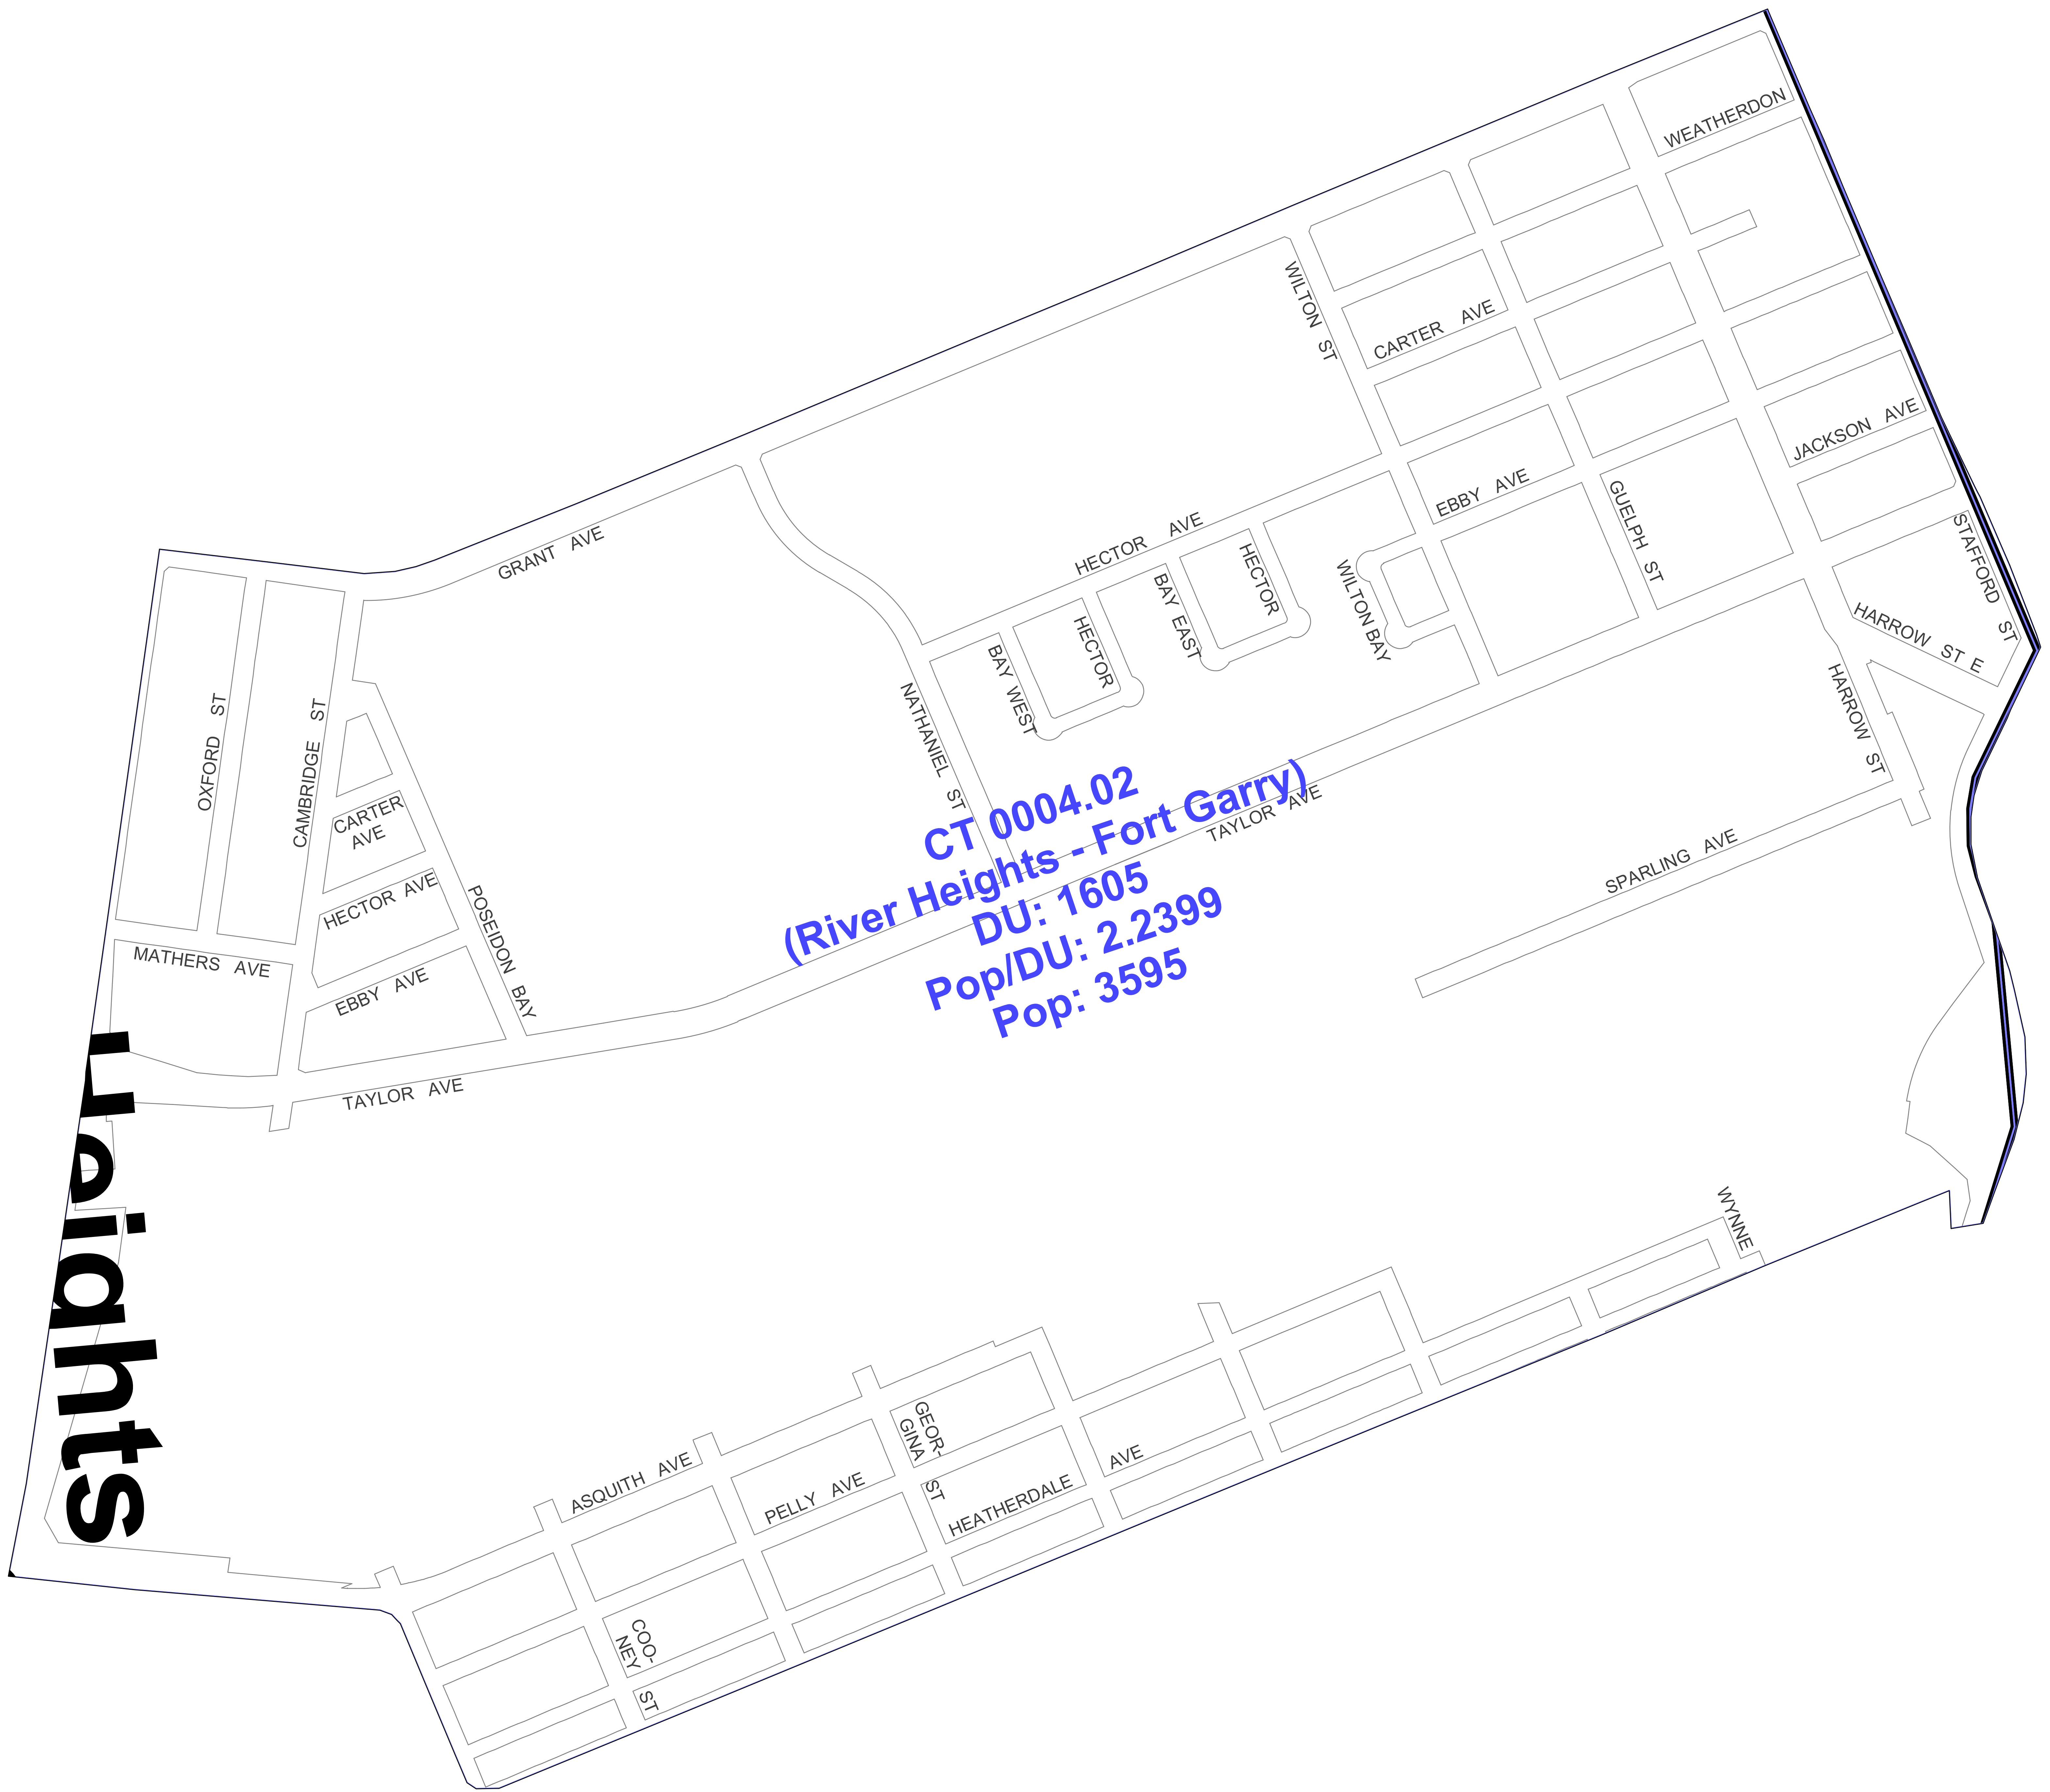 WEATHERDON
WILTON ST
CARTER AVE
JACKSON AVE
GRANT AVE
EBBY AVE
GUELPH ST
STAFFORD ST
HECTOR AVE
HECTOR
BAY EAST
WILTON BAY
HECTOR
BAY WEST
HARROW ST E
HARROW ST
NATHANIEL ST
OXFORD ST
CAMBRIDGE ST
CARTER
AVE
HECTOR AVE
POSEIDON BAY
MATHERS AVE
EBBY AVE
TAYLOR AVE
CT 0004.02
(River Heights - Fort Garry)
DU: 1605
Pop/DU: 2.2399
Pop: 3595
TAYLOR AVE
SPARLING AVE
Heights
WYNNE
ASQUITH AVE
PELLY AVE
GEOR-
GINA
ST
HEATHERDALE AVE
COO-
NEY
ST